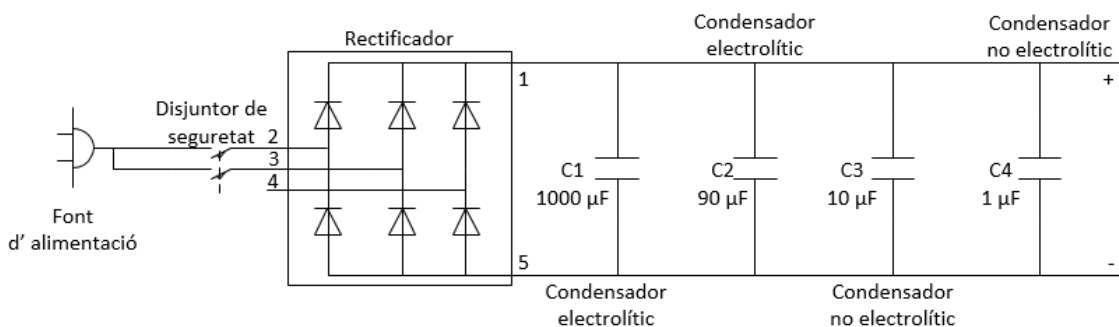 Rectificador
Condensador
electrolític
Condensador
no electrolític
1
+
Disjuntor de
seguretat
2
3
4
C1
1000 µF
C2
90 µF
C3
10 µF
C4
1 µF
Font
d’ alimentació
5
-
Condensador
electrolític
Condensador
no electrolític